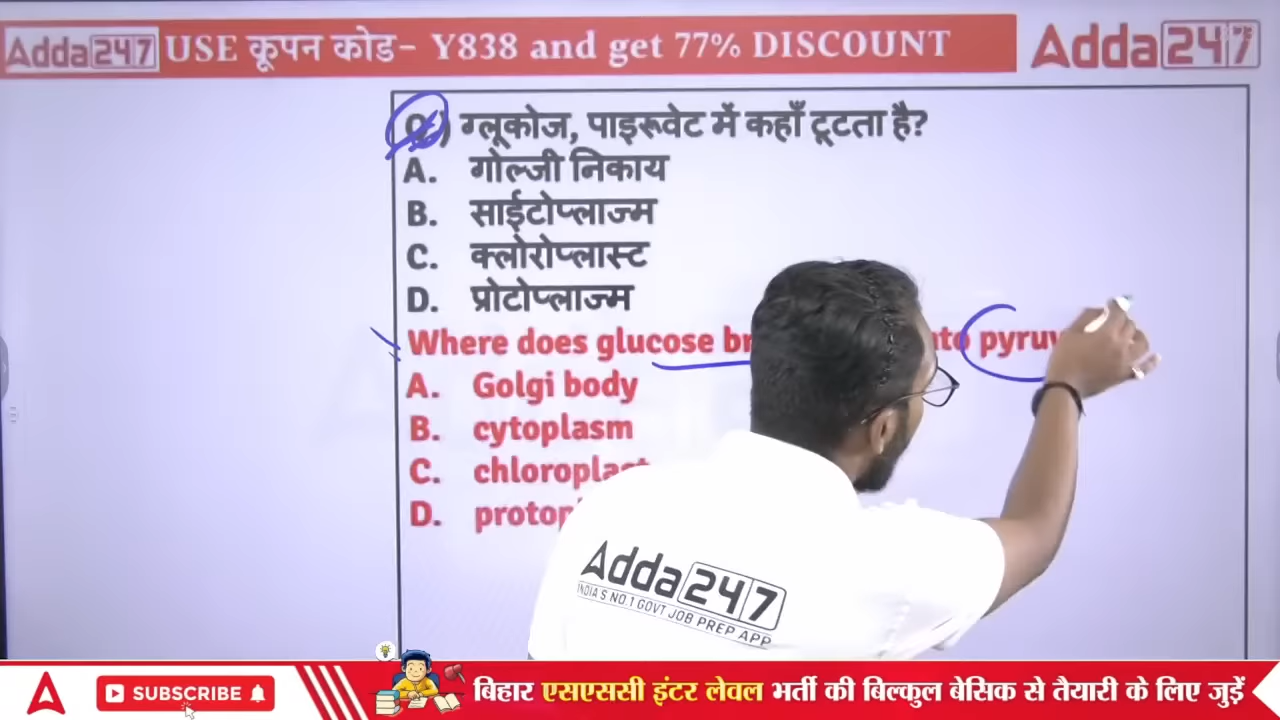 Adda247 USE कूपन कोड- Y838 and get 77% DISCOUNT
Adda247
Q6) ग्लूकोज, पाइरूवेट में कहाँ टूटता है?
A. गोल्जी निकाय
B. साईटोप्लाज्म
C. क्लोरोप्लास्ट
D. प्रोटोप्लाज्म
Where does glucose
A. Golgi body
B. cytoplasm
C.
D.
Adda247
INDIA'S NO.1 GOVT JOB PREP APP
SUBSCRIBE
बिहार एसएससी इंटर लेवल भर्ती की बिल्कुल बेसिक से तैयारी के लिए जुड़ें